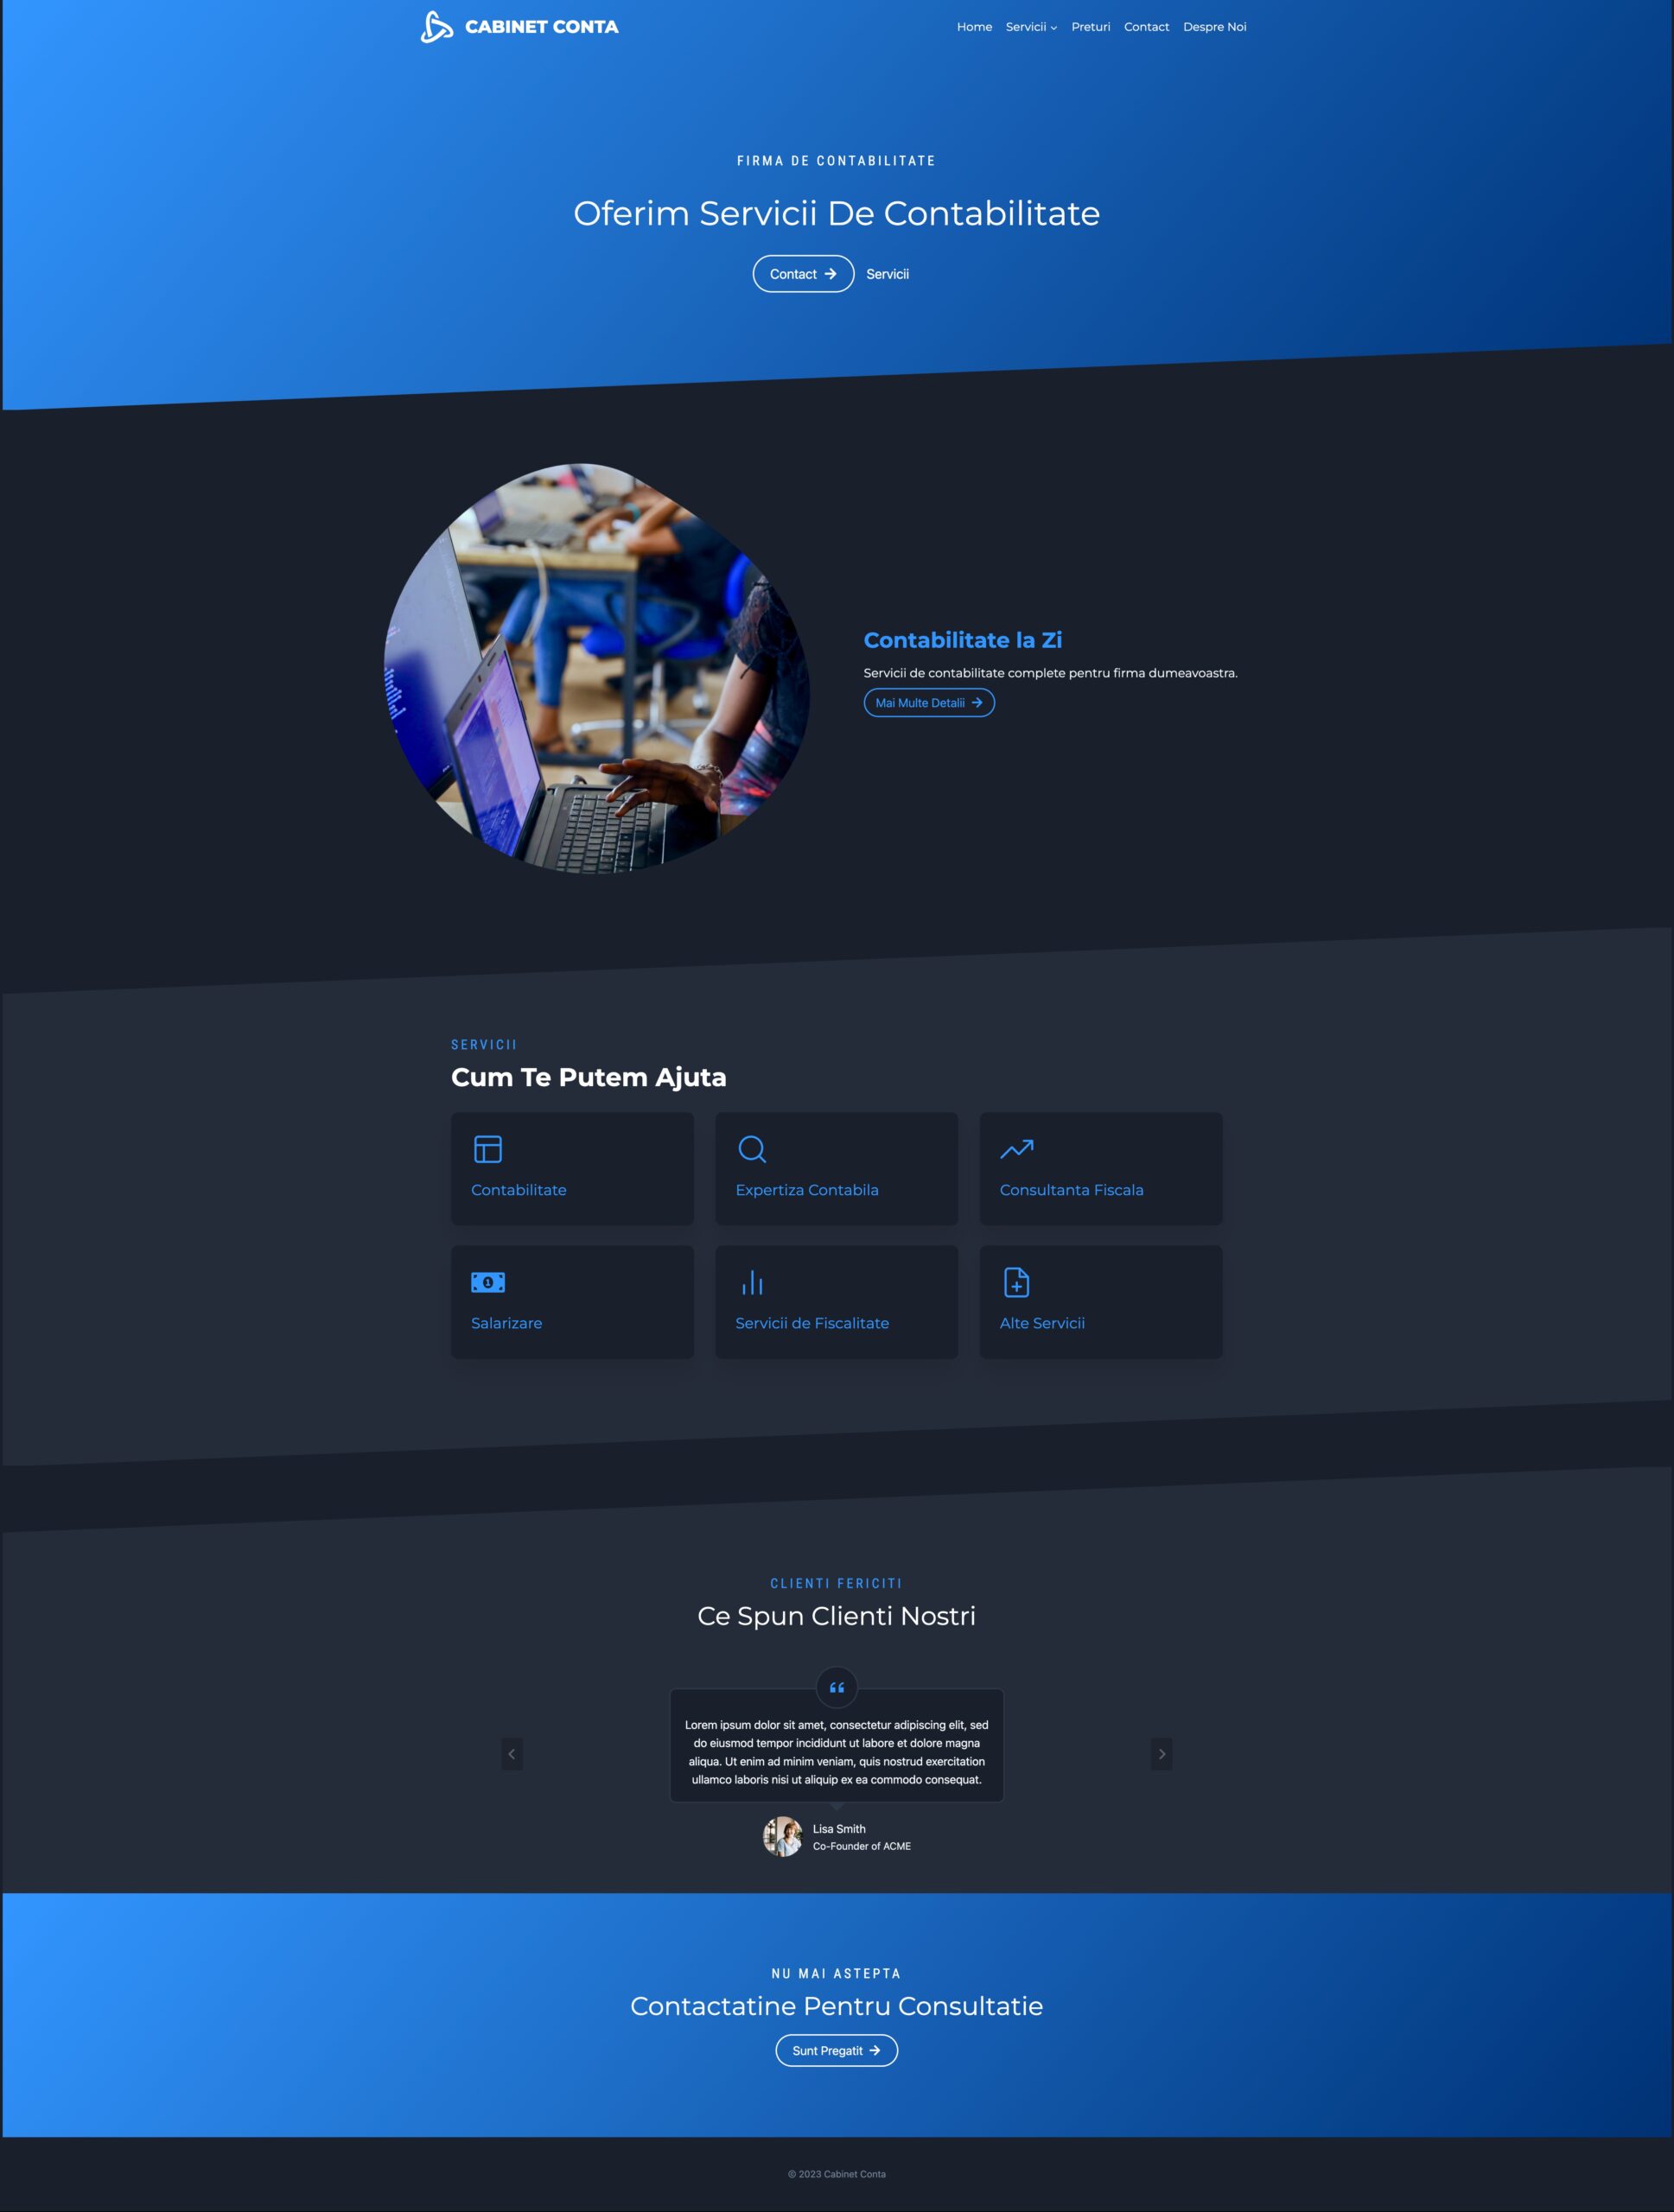 CABINET CONTA
Home Servicii Preturi Contact Despre Noi
FIRMA DE CONTABILITATE
Oferim Servicii De Contabilitate
Contact Servicii
Contabilitate la Zi
Servicii de contabilitate complete pentru firma dumeavoastra.
Mai Multe Detalii
SERVICII
Cum Te Putem Ajuta
Contabilitate
Expertiza Contabila
Consultanta Fiscala
Salarizare
Servicii de Fiscalitate
Alte Servicii
CLIENTI FERICITI
Ce Spun Clienti Nostri
Lorem ipsum dolor sit amet, consectetur adipiscing elit, sed
do eiusmod tempor incididunt ut labore et dolore magna
aliqua. Ut enim ad minim veniam, quis nostrud exercitation
ullamco laboris nisi ut aliquip ex ea commodo consequat.
Lisa Smith
Co-Founder of ACME
NU MAI ASTEPTA
Contactatine Pentru Consultatie
Sunt Pregatit
© 2023 Cabinet Conta